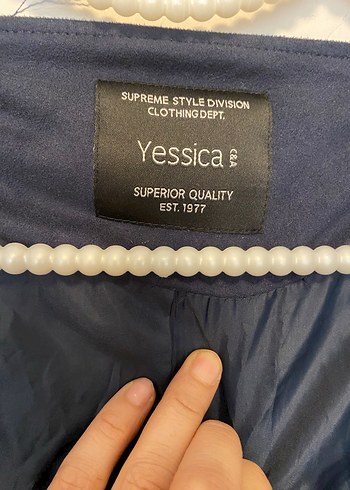 SUPREME STYLE DIVISION
CLOTHING DEPT.
Yessica C&A
SUPERIOR QUALITY
EST. 1977